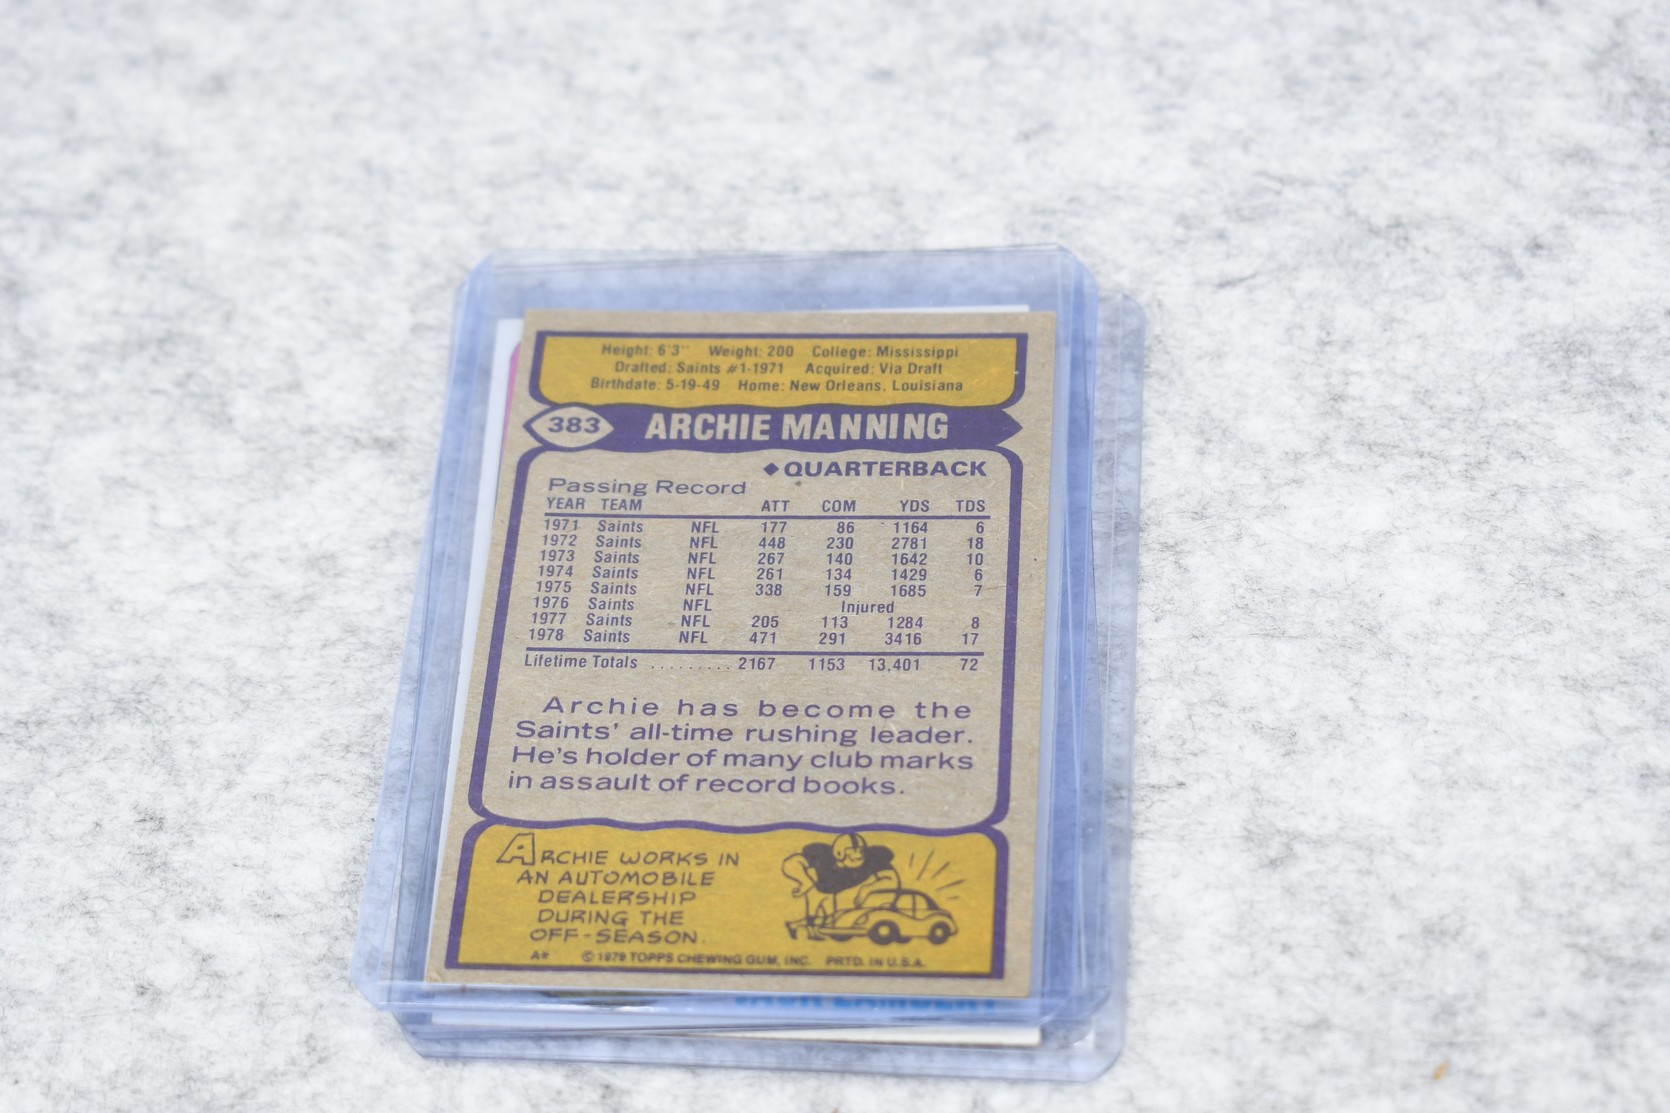 Height: 6'3" Weight: 200 College: Mississippi
Drafted: Saints #1-1971 Acquired: Via Draft
Birthdate: 5-19-49 Home: New Orleans, Louisiana
383 ARCHIE MANNING
◆QUARTERBACK
Passing Record
YEAR TEAM ATT COM YDS TDS
1971 Saints NFL 177 86 1164 6
1972 Saints NFL 448 230 2781 18
1973 Saints NFL 267 140 1642 10
1974 Saints NFL 261 134 1429 6
1975 Saints NFL 338 159 1685 7
1976 Saints NFL Injured
1977 Saints NFL 205 113 1284 8
1978 Saints NFL 471 291 3416 17
Lifetime Totals ......... 2167 1153 13,401 72
Archie has become the
Saints' all-time rushing leader.
He's holder of many club marks
in assault of record books.
ARCHIE WORKS IN
AN AUTOMOBILE
DEALERSHIP
DURING THE
OFF-SEASON.
A* © 1979 TOPPS CHEWING GUM, INC. PRTD. IN U.S.A.